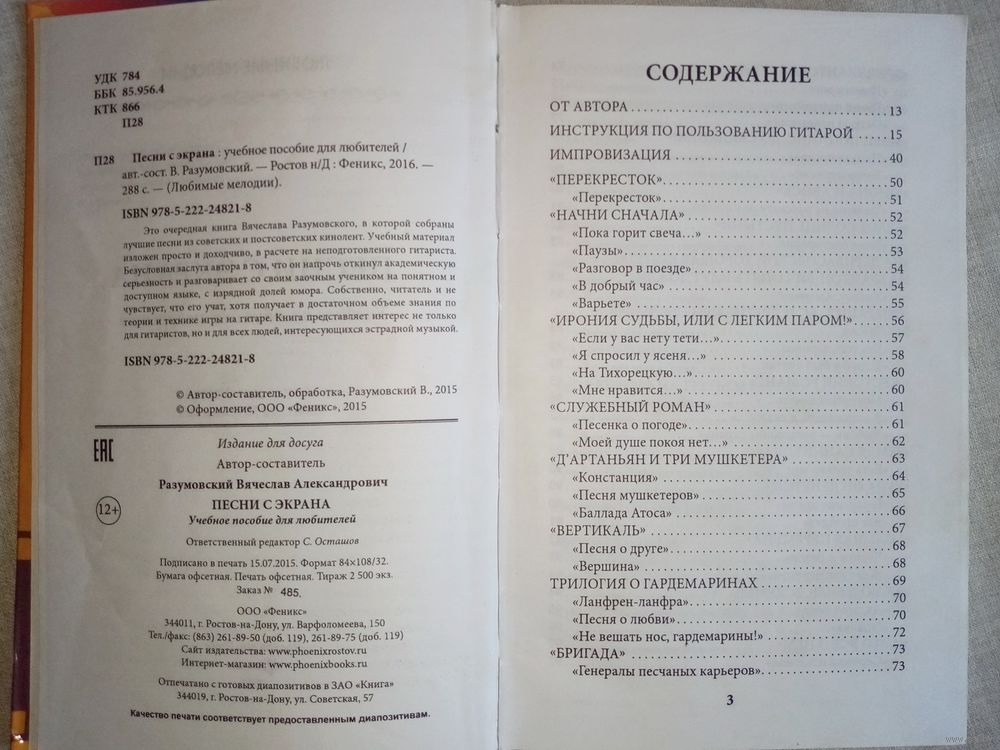 УДК 784
ББК 85.956.4
КТК 866
П28
П28 Песни с экрана : учебное пособие для любителей /
авт.-сост. В. Разумовский. — Ростов н/Д : Феникс, 2016. —
288 с. — (Любимые мелодии).
ISBN 978-5-222-24821-8
Это очередная книга Вячеслава Разумовского, в которой собраны
лучшие песни из советских и постсоветских кинолент. Учебный материал
изложен просто и доходчиво, в расчете на неподготовленного гитариста.
Безусловная заслуга автора в том, что он напрочь откинул академическую
серьезность и разговаривает со своим заочным учеником на понятном и
доступном языке, с изрядной долей юмора. Собственно, читатель и не
чувствует, что его учат, хотя получает в достаточном объеме знания по
теории и технике игры на гитаре. Книга представляет интерес не только
для гитаристов, но и для всех людей, интересующихся эстрадной музыкой.
ISBN 978-5-222-24821-8
© Автор-составитель, обработка, Разумовский В., 2015
© Оформление, ООО «Феникс», 2015
ЕАС
Издание для досуга
Автор-составитель
Разумовский Вячеслав Александрович
12+
ПЕСНИ С ЭКРАНА
Учебное пособие для любителей
Ответственный редактор С. Осташов
Подписано в печать 15.07.2015. Формат 84×108/32.
Бумага офсетная. Печать офсетная. Тираж 2 500 экз.
Заказ № 485.
ООО «Феникс»
344011, г. Ростов-на-Дону, ул. Варфоломеева, 150
Тел./факс: (863) 261-89-50 (доб. 119), 261-89-75 (доб. 119)
Сайт издательства: www.phoenixrostov.ru
Интернет-магазин: www.phoenixbooks.ru
Отпечатано с готовых диапозитивов в ЗАО «Книга»
344019, г. Ростов-на-Дону, ул. Советская, 57
Качество печати соответствует предоставленным диапозитивам.
СОДЕРЖАНИЕ
ОТ АВТОРА 13
ИНСТРУКЦИЯ ПО ПОЛЬЗОВАНИЮ ГИТАРОЙ 15
ИМПРОВИЗАЦИЯ 40
«ПЕРЕКРЕСТОК» 50
«Перекресток» 51
«НАЧНИ СНАЧАЛА» 52
«Пока горит свеча…» 52
«Паузы» 53
«Разговор в поезде» 54
«В добрый час» 54
«Варьете» 55
«ИРОНИЯ СУДЬБЫ, ИЛИ С ЛЕГКИМ ПАРОМ!» 56
«Если у вас нету тети…» 57
«Я спросил у ясеня…» 58
«На Тихорецкую…» 60
«Мне нравится…» 60
«СЛУЖЕБНЫЙ РОМАН» 61
«Песенка о погоде» 61
«Моей душе покоя нет…» 62
«Д’АРТАНЬЯН И ТРИ МУШКЕТЕРА» 63
«Констанция» 64
«Песня мушкетеров» 65
«Баллада Атоса» 66
«ВЕРТИКАЛЬ» 67
«Песня о друге» 68
«Вершина» 68
ТРИЛОГИЯ О ГАРДЕМАРИНАХ 69
«Ланфрен-ланфра» 70
«Песня о любви» 70
«Не вешать нос, гардемарины!» 72
«БРИГАДА» 73
«Генералы песчаных карьеров» 73
3